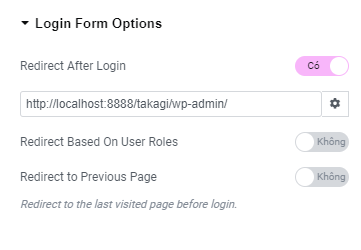 Login Form Options
Redirect After Login Có
http://localhost:8888/takagi/wp-admin/
Redirect Based On User Roles Không
Redirect to Previous Page Không
Redirect to the last visited page before login.